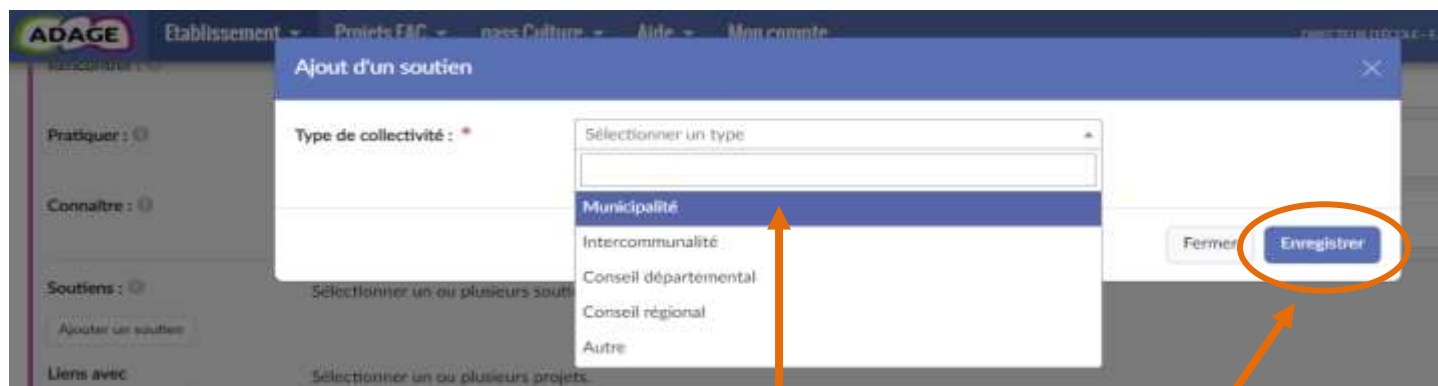 ADAGE Etablissement Projets EAC pass Culture Aide Mon compte
Rencontrer :
Ajout d'un soutien
Pratiquer :
Type de collectivité : *
Sélectionner un type
Connaître :
Municipalité
Intercommunalité
Fermer
Enregistrer
Conseil départemental
Soutiens :
Sélectionner un ou plusieurs souti
Conseil régional
Ajouter un soutien
Autre
Liens avec
Sélectionner un ou plusieurs projets.